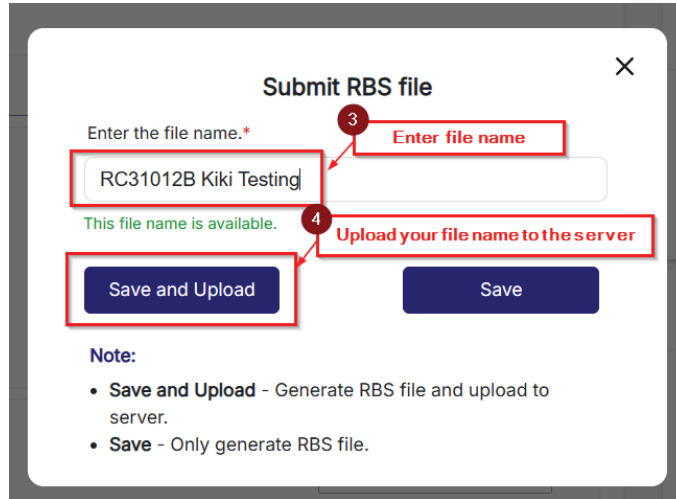 Submit RBS file
3
Enter the file name.*
Enter file name
RC31012B Kiki Testing
This file name is available.
4
Upload your file name to the server
Save and Upload
Save
Note:
• Save and Upload - Generate RBS file and upload to
server.
• Save - Only generate RBS file.